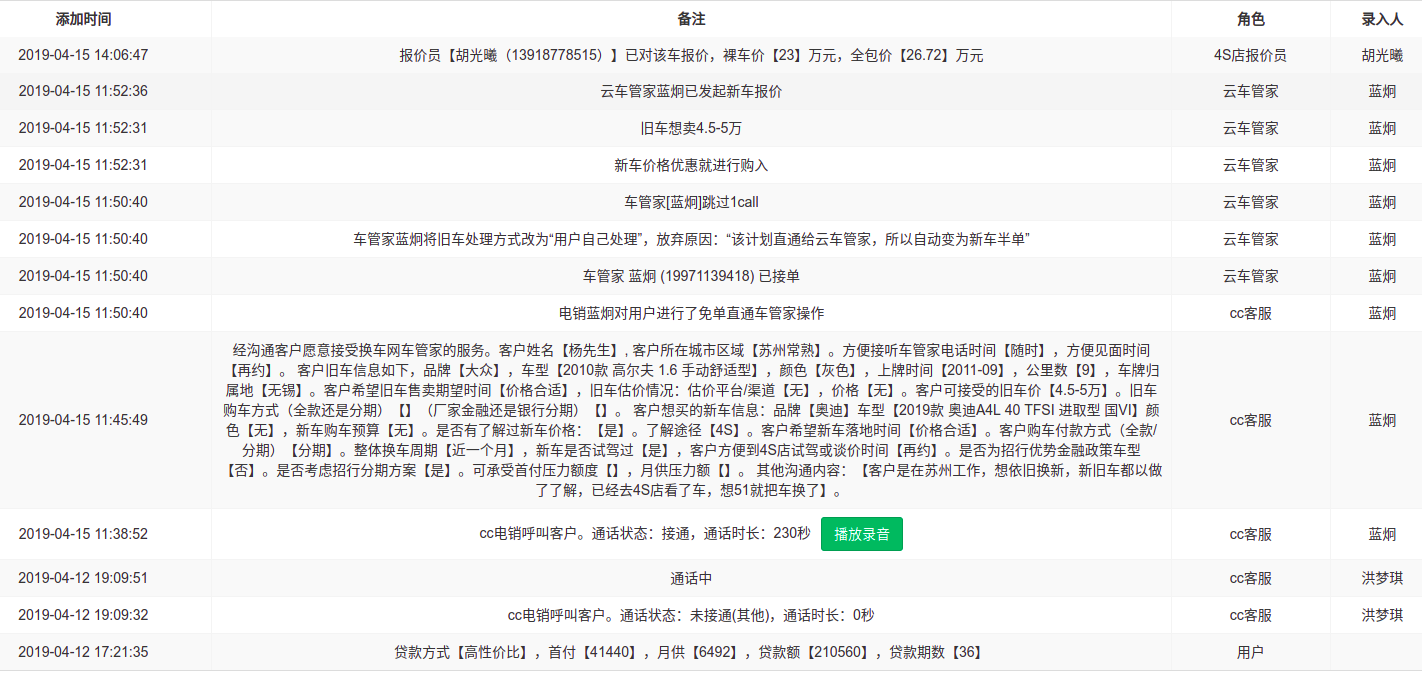 添加时间 备注 角色 录入人
2019-04-15 14:06:47 报价员【胡光曦（13918778515）】已对该车报价，裸车价【23】万元，全包价【26.72】万元 4S店报价员 胡光曦
2019-04-15 11:52:36 云车管家蓝炯已发起新车报价 云车管家 蓝炯
2019-04-15 11:52:31 旧车想卖4.5-5万 云车管家 蓝炯
2019-04-15 11:52:31 新车价格优惠就进行购入 云车管家 蓝炯
2019-04-15 11:50:40 车管家[蓝炯]跳过1call 云车管家 蓝炯
2019-04-15 11:50:40 车管家蓝炯将旧车处理方式改为“用户自己处理”，放弃原因：“该计划直通给云车管家，所以自动变为新车半单” 云车管家 蓝炯
2019-04-15 11:50:40 车管家 蓝炯 (19971139418) 已接单 云车管家 蓝炯
2019-04-15 11:50:40 电销蓝炯对用户进行了免单直通车管家操作 cc客服 蓝炯
经沟通客户愿意接受换车网车管家的服务。客户姓名【杨先生】, 客户所在城市区域【苏州常熟】。方便接听车管家电话时间【随时】，方便见面时间
【再约】。 客户旧车信息如下，品牌【大众】，车型【2010款 高尔夫 1.6 手动舒适型】，颜色【灰色】，上牌时间【2011-09】，公里数【9】，车牌归
属地【无锡】。客户希望旧车售卖期望时间【价格合适】，旧车估价情况：估价平台/渠道【无】，价格【无】。客户可接受的旧车价【4.5-5万】。旧车
购车方式（全款还是分期）【】（厂家金融还是银行分期）【】。 客户想买的新车信息：品牌【奥迪】车型【2019款 奥迪A4L 40 TFSI 进取型 国VI】颜
2019-04-15 11:45:49 色【无】，新车购车预算【无】。是否有了解过新车价格：【是】。了解途径【4S】。客户希望新车落地时间【价格合适】。客户购车付款方式（全款/ cc客服 蓝炯
分期）【分期】。整体换车周期【近一个月】，新车是否试驾过【是】，客户方便到4S店试驾或谈价时间【再约】。是否为招行优势金融政策车型
【否】。是否考虑招行分期方案【是】。可承受首付压力额度【】，月供压力额【】。 其他沟通内容：【客户是在苏州工作，想依旧换新，新旧车都以做
了了解，已经去4S店看了车，想51就把车换了】。
2019-04-15 11:38:52 cc电销呼叫客户。通话状态：接通，通话时长：230秒 播放录音 cc客服 蓝炯
2019-04-12 19:09:51 通话中 cc客服 洪梦琪
2019-04-12 19:09:32 cc电销呼叫客户。通话状态：未接通(其他)，通话时长：0秒 cc客服 洪梦琪
2019-04-12 17:21:35 贷款方式【高性价比】，首付【41440】，月供【6492】，贷款额【210560】，贷款期数【36】 用户